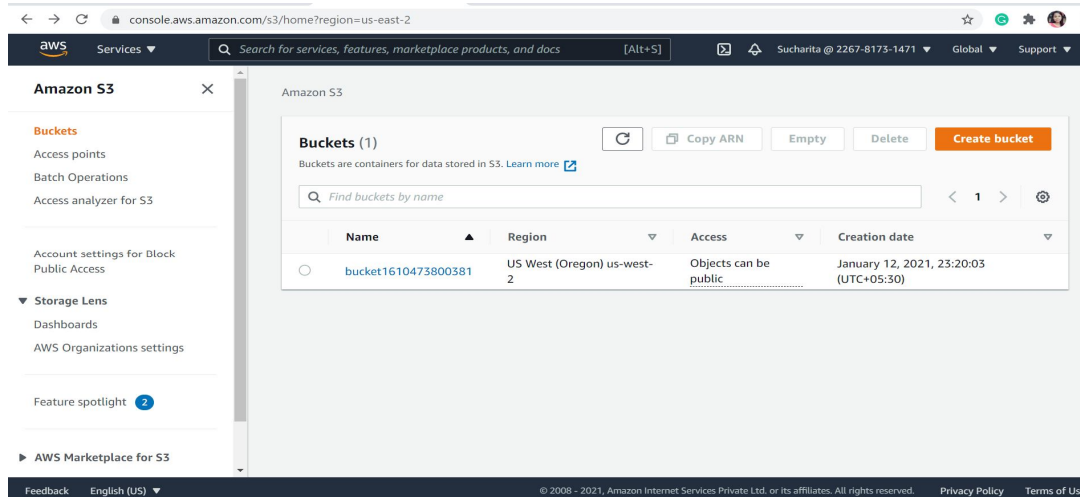 console.aws.amazon.com/s3/home?region=us-east-2
aws
Services ▼
Search for services, features, marketplace products, and docs
[Alt+S]
Sucharita @ 2267-8173-1471 ▼
Global ▼
Support ▼
Amazon S3
Buckets
Access points
Batch Operations
Access analyzer for S3
Account settings for Block
Public Access
▼ Storage Lens
Dashboards
AWS Organizations settings
Feature spotlight 2
▶ AWS Marketplace for S3
Amazon S3
Buckets (1)
Buckets are containers for data stored in S3. Learn more
Copy ARN
Empty
Delete
Create bucket
Find buckets by name
1
Name
Region
Access
Creation date
bucket1610473800381
US West (Oregon) us-west-
2
Objects can be
public
January 12, 2021, 23:20:03
(UTC+05:30)
Feedback
English (US) ▼
© 2008 - 2021, Amazon Internet Services Private Ltd. or its affiliates. All rights reserved.
Privacy Policy
Terms of Us